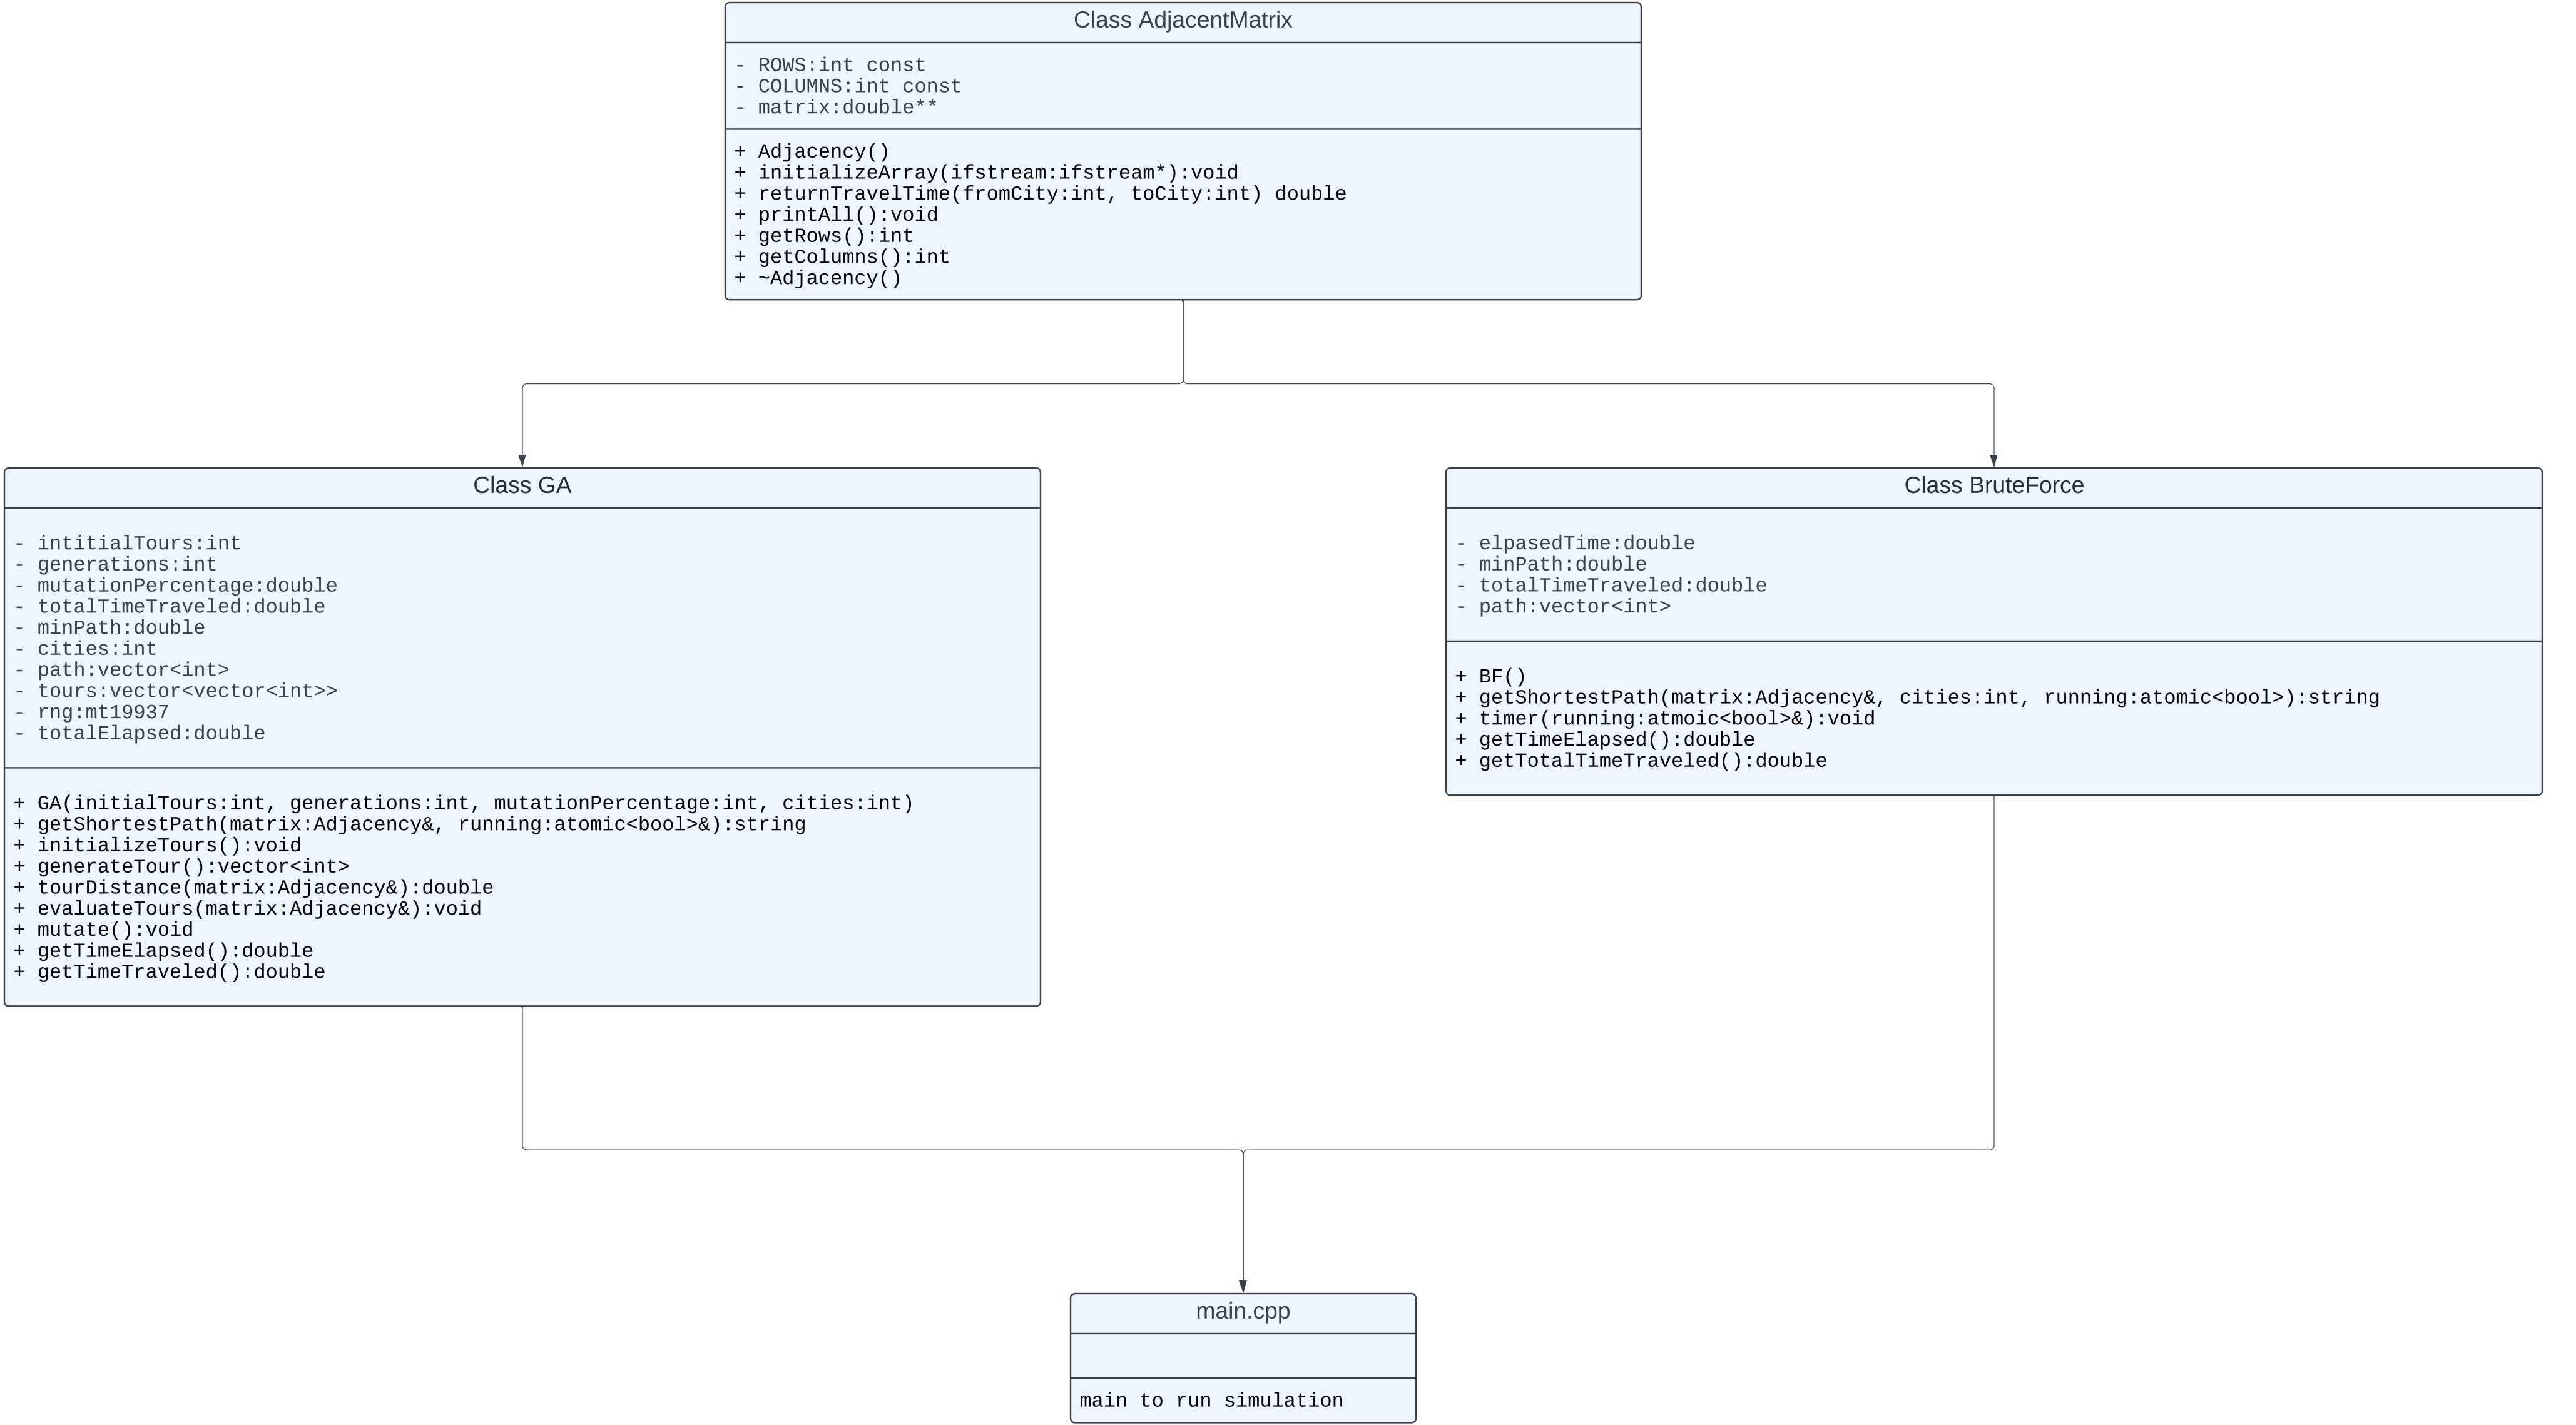 Class AdjacentMatrix
- ROWS:int const
- COLUMNS:int const
- matrix:double**
+ Adjacency()
+ initializeArray(ifstream:ifstream*):void
+ returnTravelTime(fromCity:int, toCity:int) double
+ printAll():void
+ getRows():int
+ getColumns():int
+ ~Adjacency()
Class GA
- intitialTours:int
- generations:int
- mutationPercentage:double
- totalTimeTraveled:double
- minPath:double
- cities:int
- path:vector<int>
- tours:vector<vector<int>>
- rng:mt19937
- totalElapsed:double
+ GA(initialTours:int, generations:int, mutationPercentage:int, cities:int)
+ getShortestPath(matrix:Adjacency&, running:atomic<bool>&):string
+ initializeTours():void
+ generateTour():vector<int>
+ tourDistance(matrix:Adjacency&):double
+ evaluateTours(matrix:Adjacency&):void
+ mutate():void
+ getTimeElapsed():double
+ getTimeTraveled():double
Class BruteForce
- elpasedTime:double
- minPath:double
- totalTimeTraveled:double
- path:vector<int>
+ BF()
+ getShortestPath(matrix:Adjacency&, cities:int, running:atomic<bool>):string
+ timer(running:atmoic<bool>&):void
+ getTimeElapsed():double
+ getTotalTimeTraveled():double
main.cpp
main to run simulation